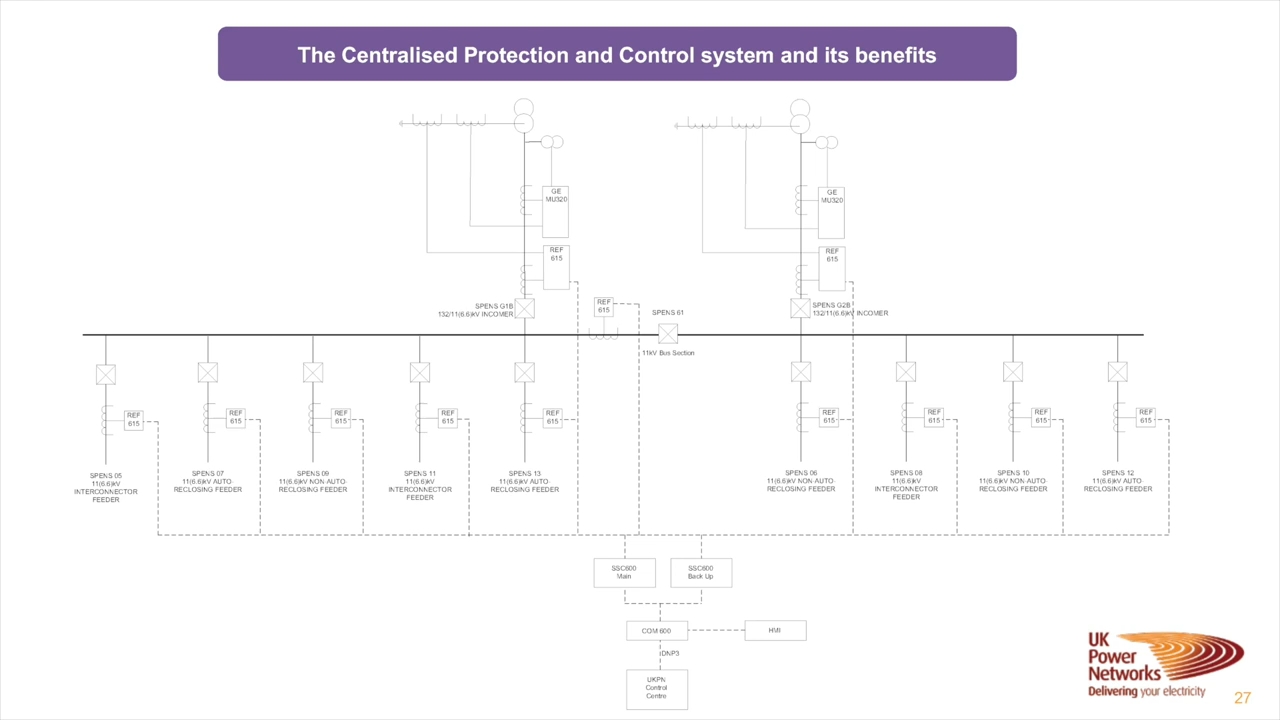 The Centralised Protection and Control system and its benefits
GE
MU320
GE
MU320
REF
615
REF
615
SPENS G1B
132/11(6.6)kV INCOMER
REF
615
SPENS 61
SPENS G2B
132/11(6.6)kV INCOMER
11kV Bus Section
REF
615
REF
615
REF
615
REF
615
REF
615
REF
615
REF
615
REF
615
REF
615
SPENS 05
11(6.6)kV
INTERCONNECTOR
FEEDER
SPENS 07
11(6.6)kV AUTO-
RECLOSING FEEDER
SPENS 09
11(6.6)kV NON-AUTO-
RECLOSING FEEDER
SPENS 11
11(6.6)kV
INTERCONNECTOR
FEEDER
SPENS 13
11(6.6)kV AUTO-
RECLOSING FEEDER
SPENS 06
11(6.6)kV NON AUTO-
RECLOSING FEEDER
SPENS 08
11(6.6)kV
INTERCONNECTOR
FEEDER
SPENS 10
11(6.6)kV NON-AUTO-
RECLOSING FEEDER
SPENS 12
11(6.6)kV AUTO-
RECLOSING FEEDER
SSC600
Main
SSC600
Back Up
COM 600
HMI
DNP3
UKPN
Control
Centre
UK
Power
Networks
Delivering your electricity
27